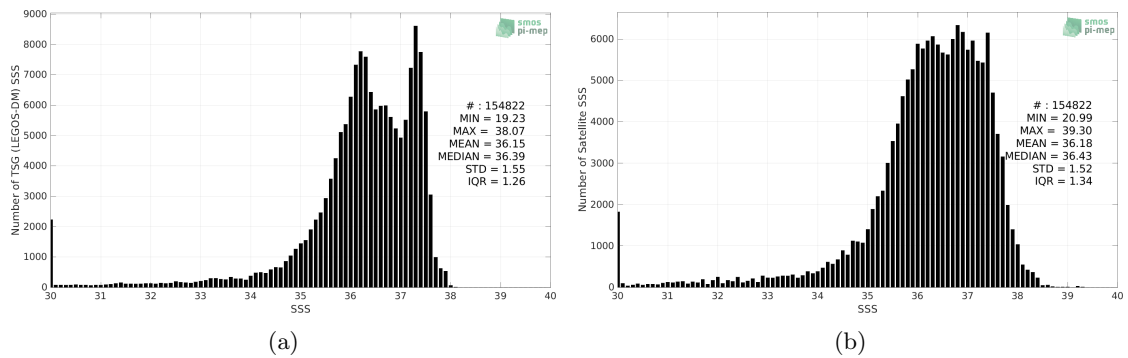 9000
8000
7000
6000
5000
4000
3000
2000
1000
0
Number of TSG (LEGOS-DM) SSS
smos
pi-mep
# : 154822
MIN = 19.23
MAX = 38.07
MEAN = 36.15
MEDIAN = 36.39
STD = 1.55
IQR = 1.26
30 31 32 33 34 35 36 37 38 39 40
SSS
(a)
6000
5000
4000
3000
2000
1000
0
Number of Satellite SSS
smos
pi-mep
# : 154822
MIN = 20.99
MAX = 39.30
MEAN = 36.18
MEDIAN = 36.43
STD = 1.52
IQR = 1.34
30 31 32 33 34 35 36 37 38 39 40
SSS
(b)